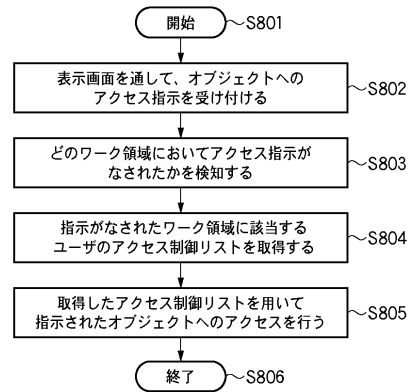 開始
S801
表示画面を通して、オブジェクトへの
アクセス指示を受け付ける
S802
どのワーク領域においてアクセス指示が
なされたかを検知する
S803
指示がなされたワーク領域に該当する
ユーザのアクセス制御リストを取得する
S804
取得したアクセス制御リストを用いて
指示されたオブジェクトへのアクセスを行う
S805
終了
S806